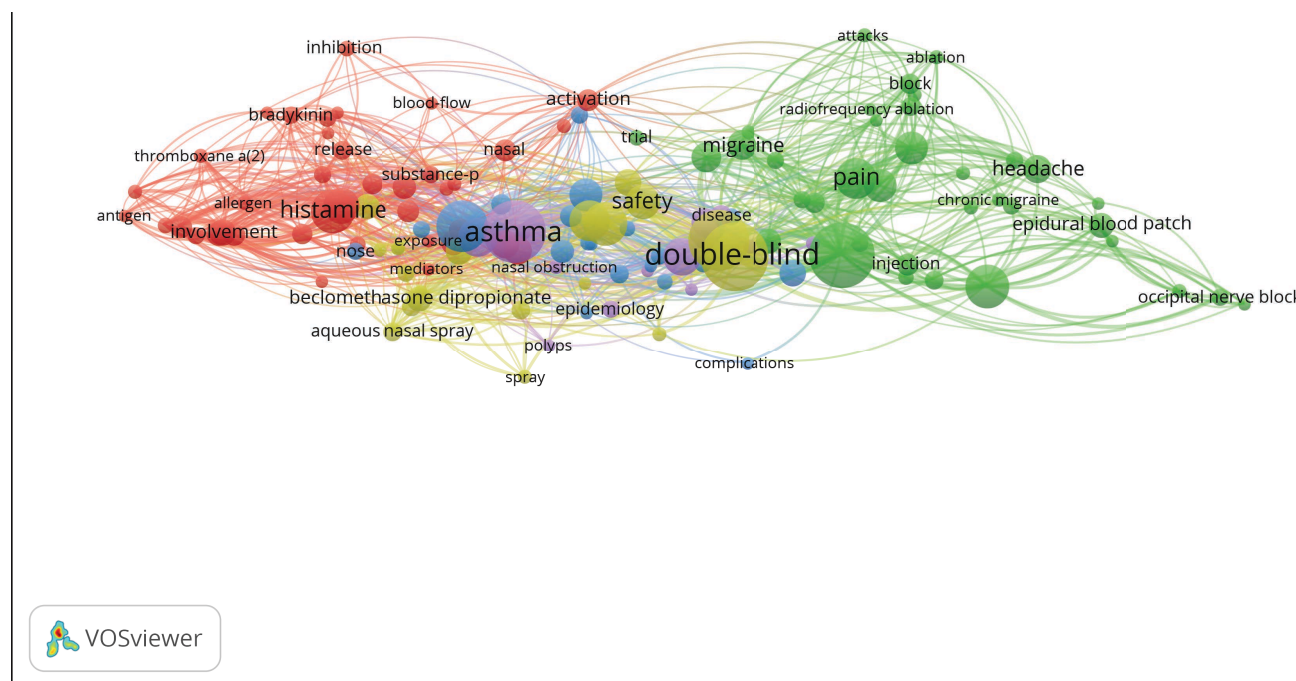 attacks
inhibition
ablation
block
activation
blood-flow
radiofrequency ablation
bradykinin
trial
migraine
release
nasal
thromboxane a(2)
headache
substance-p
pain
chronic migraine
safety
allergen
histamine
antigen
disease
epidural blood patch
involvement
asthma
exposure
nose
double-blind
injection
mediators
nasal obstruction
beclomethasone dipropionate
occipital nerve block
epidemiology
aqueous nasal spray
polyps
complications
spray
VOSviewer